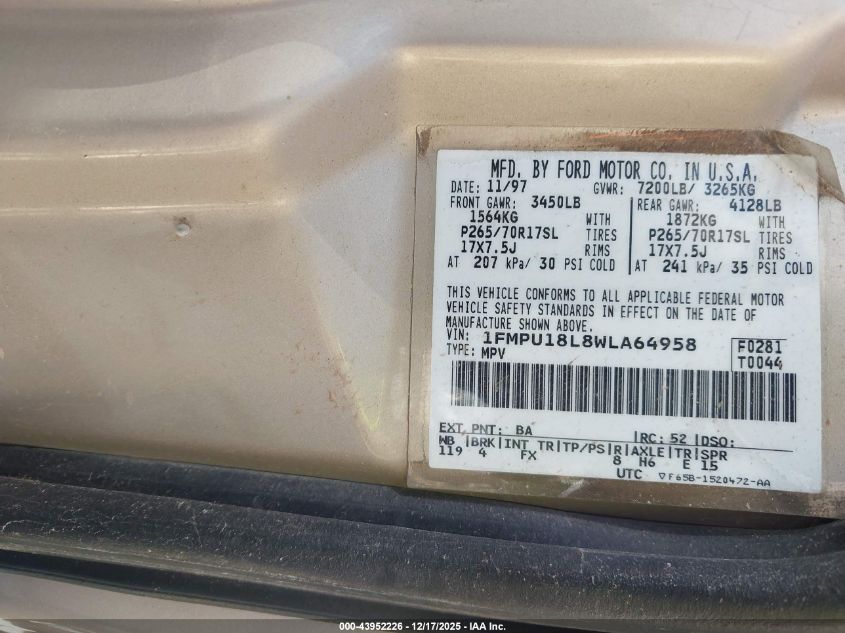 MFD. BY FORD MOTOR CO. IN U.S.A.
DATE: 11/97 GVWR: 7200LB/ 3265KG
FRONT GAWR: 3450LB REAR GAWR: 4128LB
1564KG WITH 1872KG WITH
P265/70R17SL TIRES P265/70R17SL TIRES
17X7.5J RIMS 17X7.5J RIMS
AT 207 kPa/ 30 PSI COLD AT 241 kPa/ 35 PSI COLD
THIS VEHICLE CONFORMS TO ALL APPLICABLE FEDERAL MOTOR
VEHICLE SAFETY STANDARDS IN EFFECT ON THE DATE OF
MANUFACTURE SHOWN ABOVE.
VIN: 1FMPU18L8WLA64958 F0281
TYPE: MPV T0044
EXT PNT: BA |RC: 52 |DSO:
WB |BRK|INT TR|TP/PS|R|AXLE|TR|SPR
119 4 FX 8 H6 E 15
UTC ▽F65B-1520472-AA
000-43952226 - 12/17/2025 - IAA Inc.